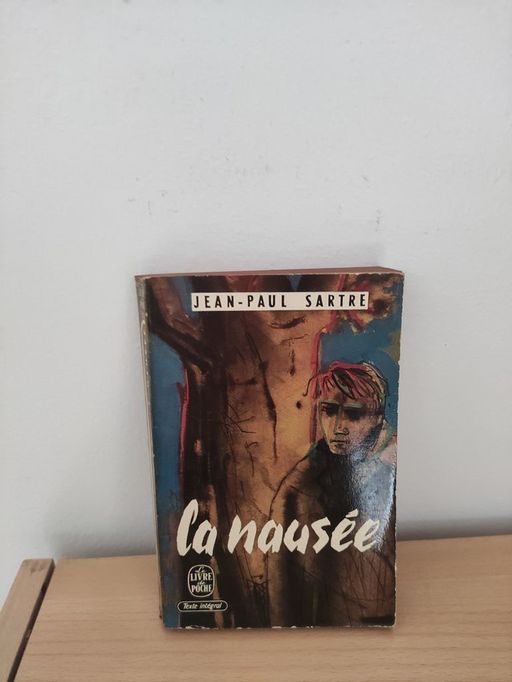 JEAN-PAUL SARTRE
la nausée
Le
LIVRE
de
POCHE
Texte intégral